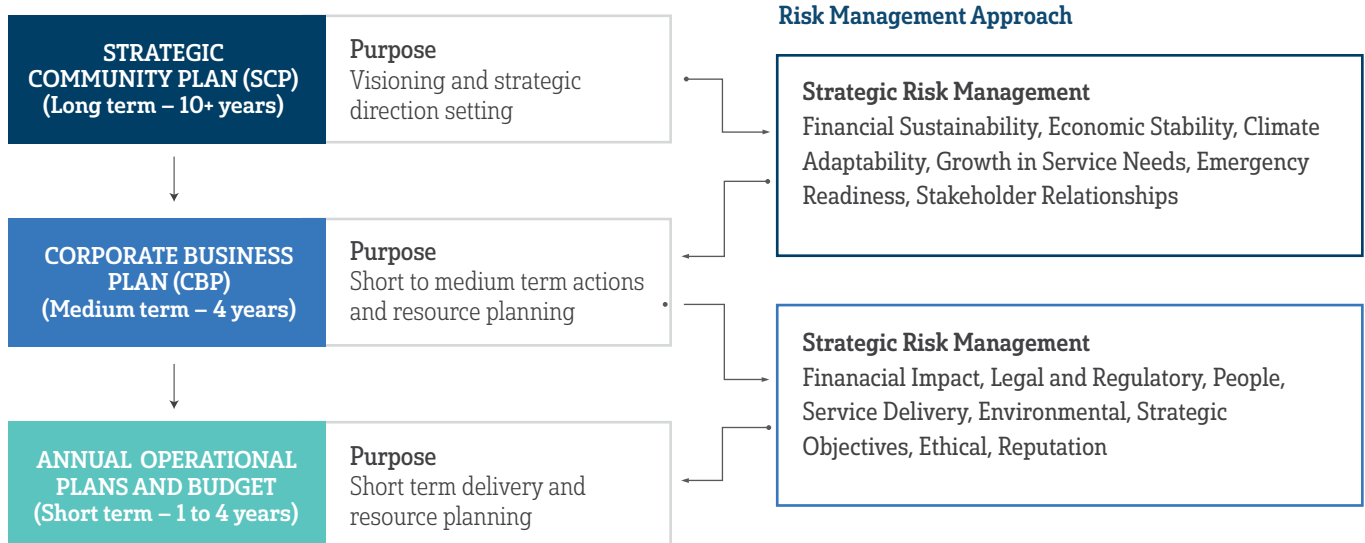 Risk Management Approach
STRATEGIC
COMMUNITY PLAN (SCP)
(Long term – 10+ years)
Purpose
Visioning and strategic
direction setting
Strategic Risk Management
Financial Sustainability, Economic Stability, Climate
Adaptability, Growth in Service Needs, Emergency
Readiness, Stakeholder Relationships
CORPORATE BUSINESS
PLAN (CBP)
(Medium term – 4 years)
Purpose
Short to medium term actions
and resource planning
Strategic Risk Management
Finanacial Impact, Legal and Regulatory, People,
Service Delivery, Environmental, Strategic
Objectives, Ethical, Reputation
ANNUAL OPERATIONAL
PLANS AND BUDGET
(Short term – 1 to 4 years)
Purpose
Short term delivery and
resource planning